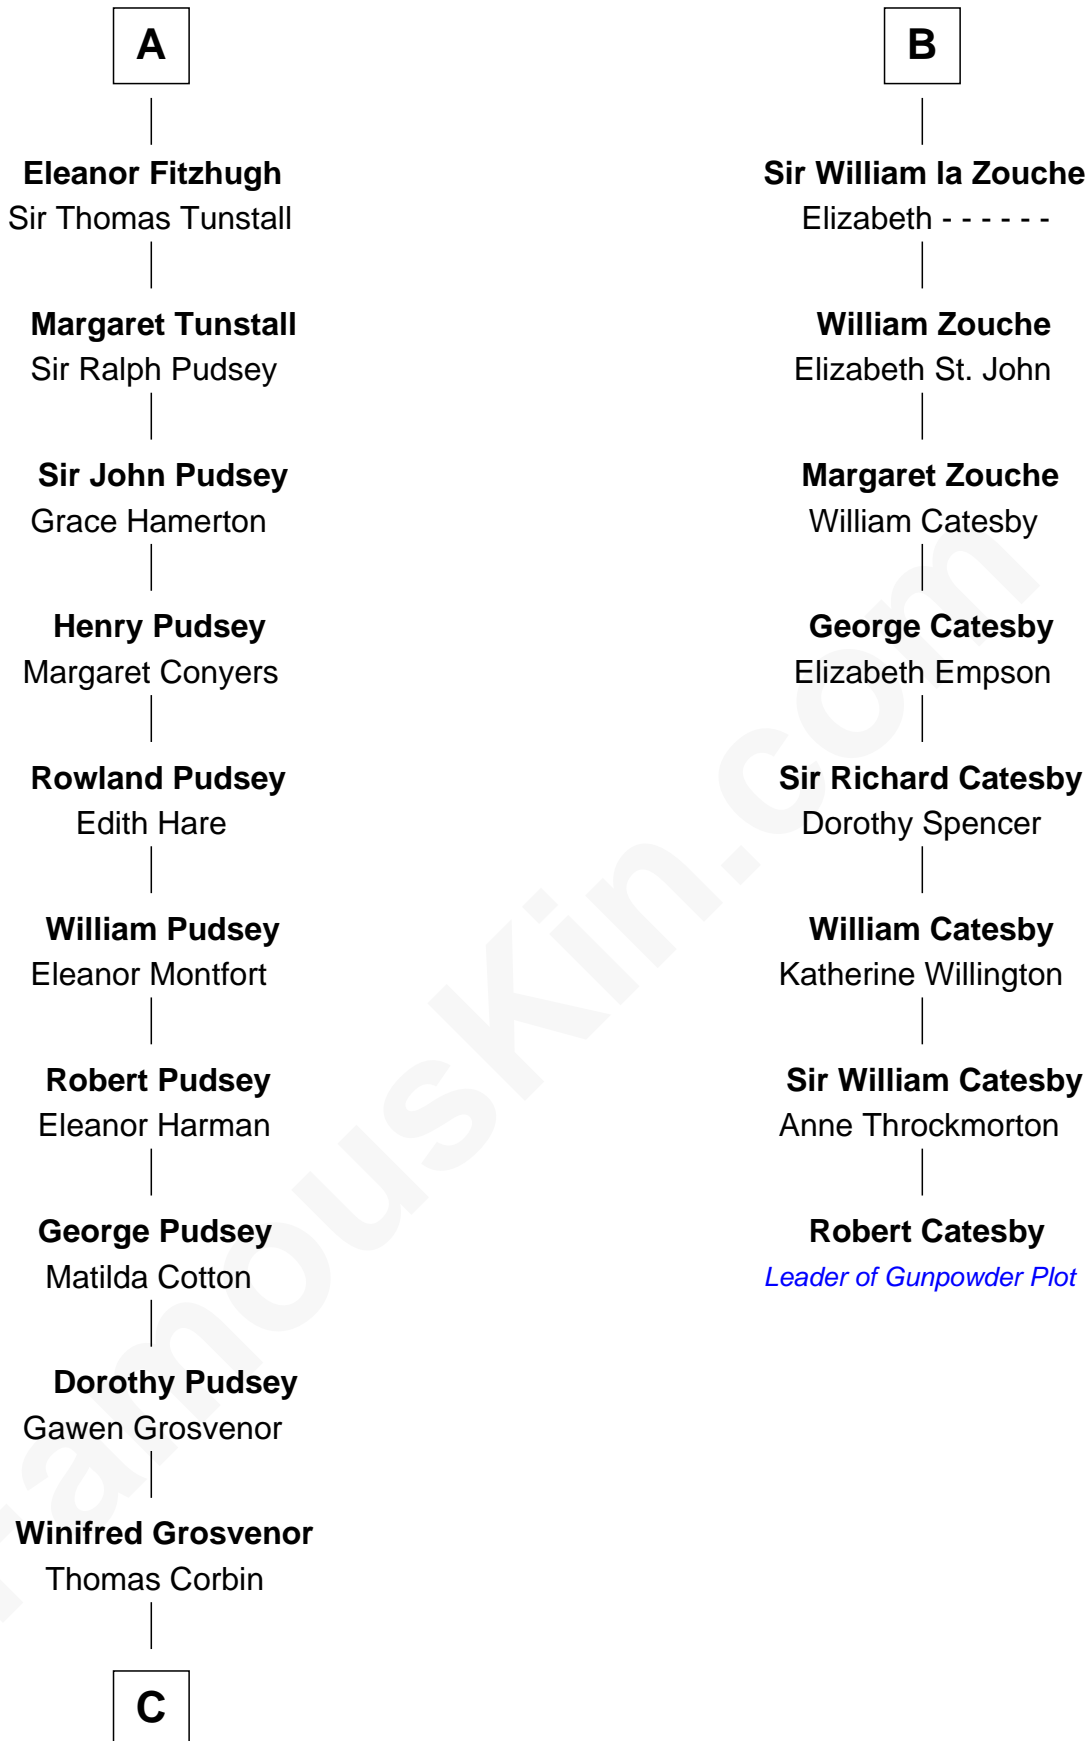 A
Eleanor Fitzhugh
Sir Thomas Tunstall
Margaret Tunstall
Sir Ralph Pudsey
Sir John Pudsey
Grace Hamerton
Henry Pudsey
Margaret Conyers
Rowland Pudsey
Edith Hare
William Pudsey
Eleanor Montfort
Robert Pudsey
Eleanor Harman
George Pudsey
Matilda Cotton
Dorothy Pudsey
Gawen Grosvenor
Winifred Grosvenor
Thomas Corbin
C
B
Sir William la Zouche
Elizabeth - - - - - -
William Zouche
Elizabeth St. John
Margaret Zouche
William Catesby
George Catesby
Elizabeth Empson
Sir Richard Catesby
Dorothy Spencer
William Catesby
Katherine Willington
Sir William Catesby
Anne Throckmorton
Robert Catesby
Leader of Gunpowder Plot
FamousKin.com